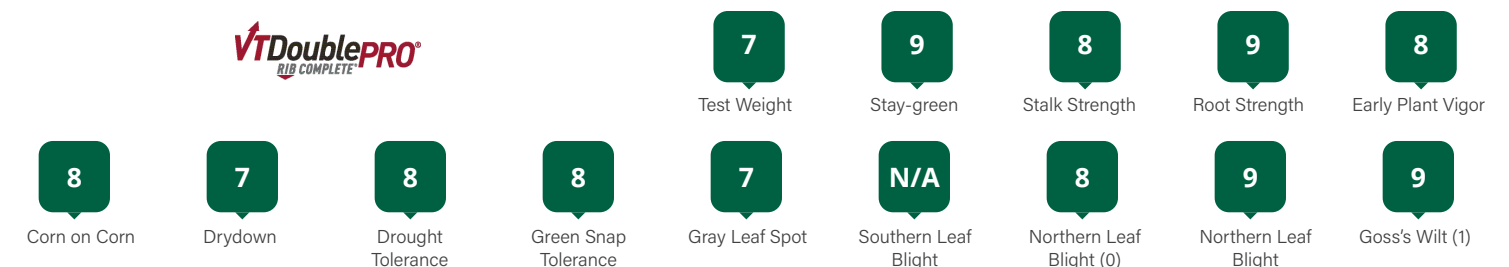 VTDoublePRO®
RIB COMPLETE®
7 9 8 9 8
Test Weight Stay-green Stalk Strength Root Strength Early Plant Vigor
8 7 8 8 7 N/A 8 9 9
Corn on Corn Drydown Drought Green Snap Gray Leaf Spot Southern Leaf Northern Leaf Northern Leaf Goss's Wilt (1)
Tolerance Tolerance Blight Blight (0) Blight